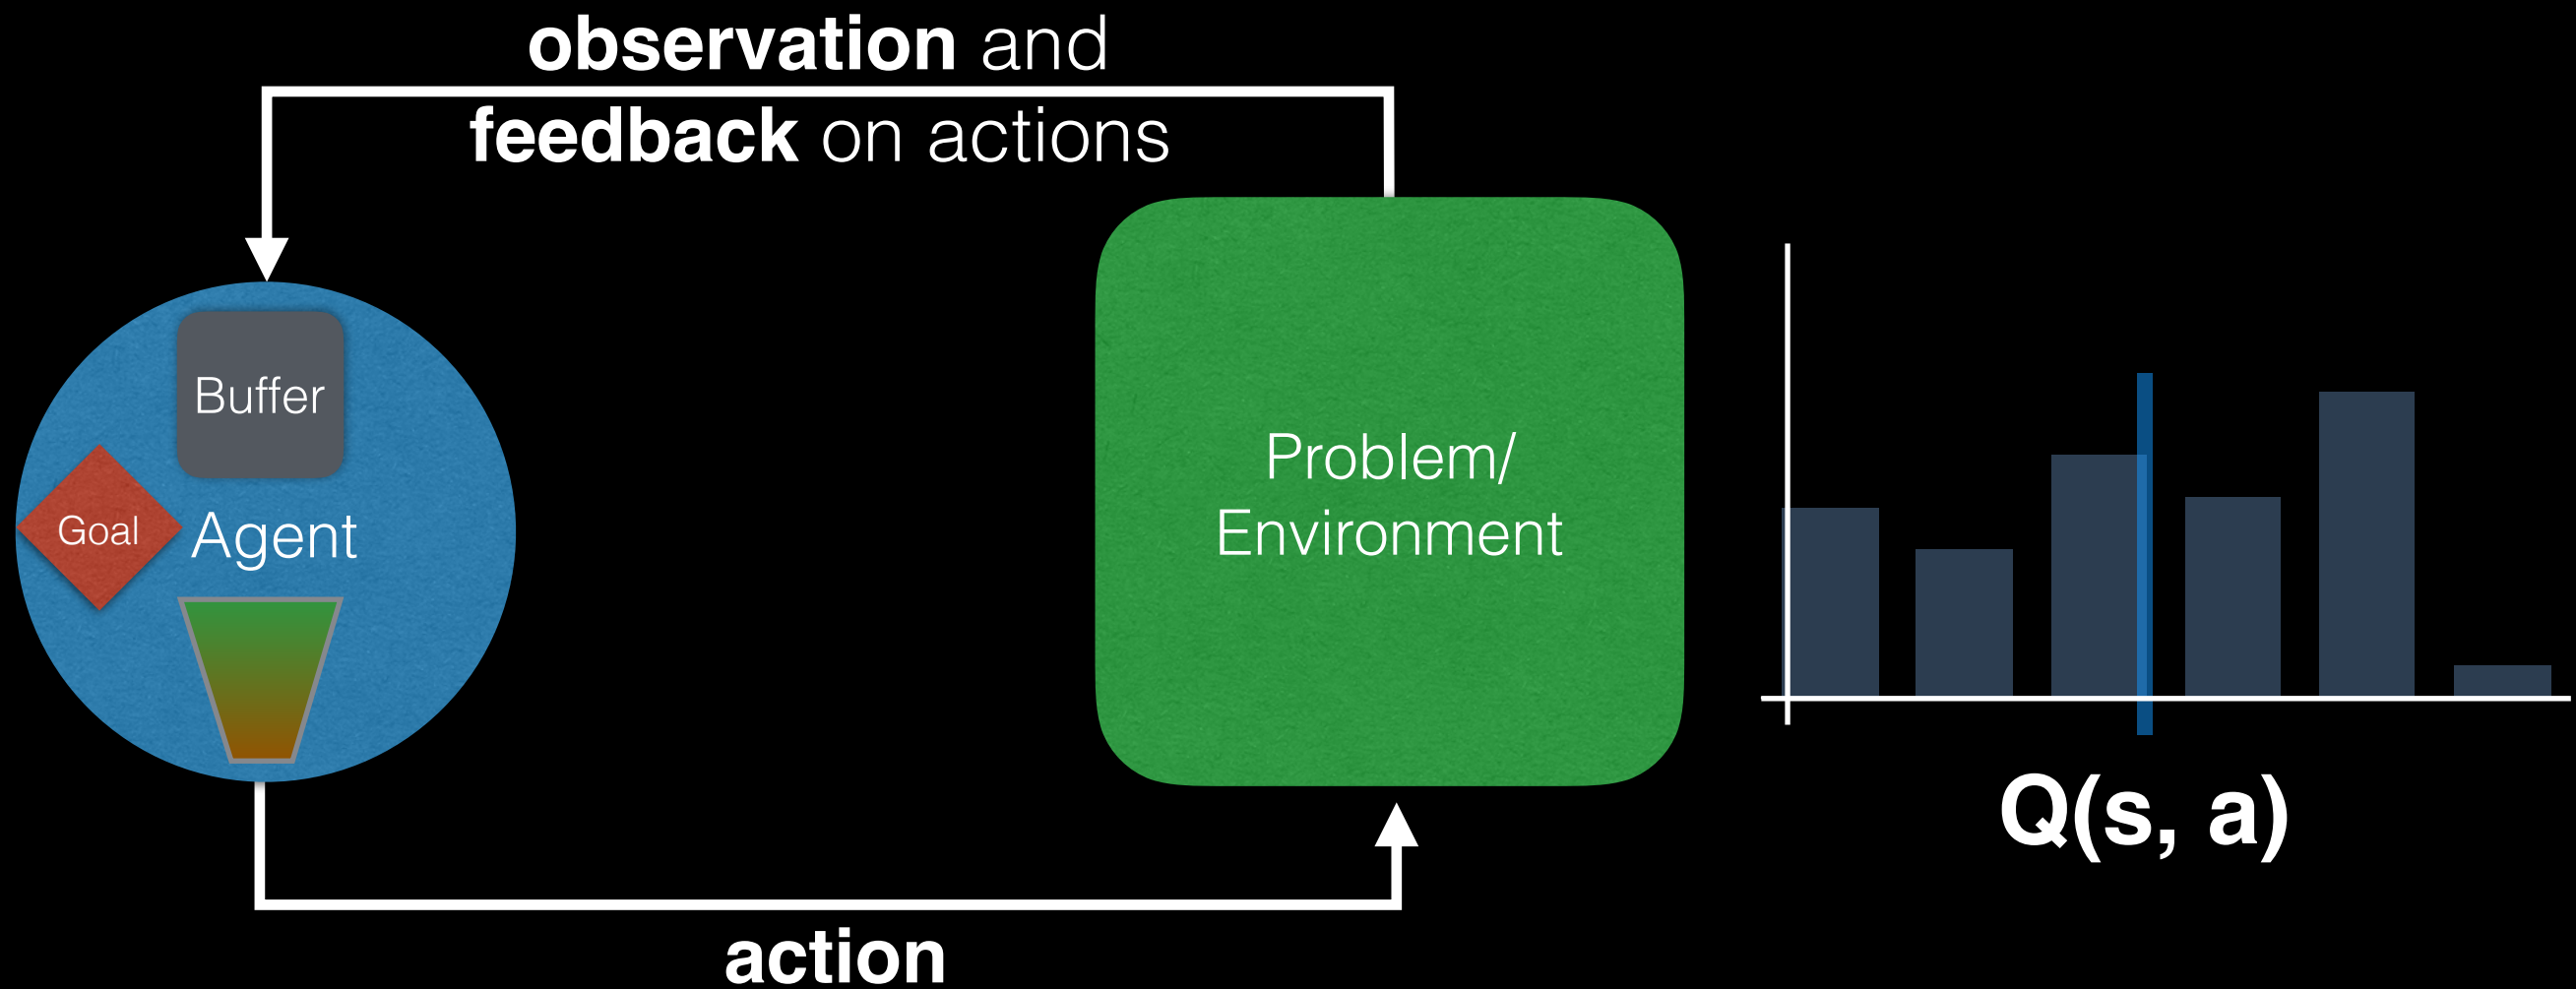 observation and
feedback on actions
Buffer
Goal
Agent
Problem/
Environment
Q(s, a)
action